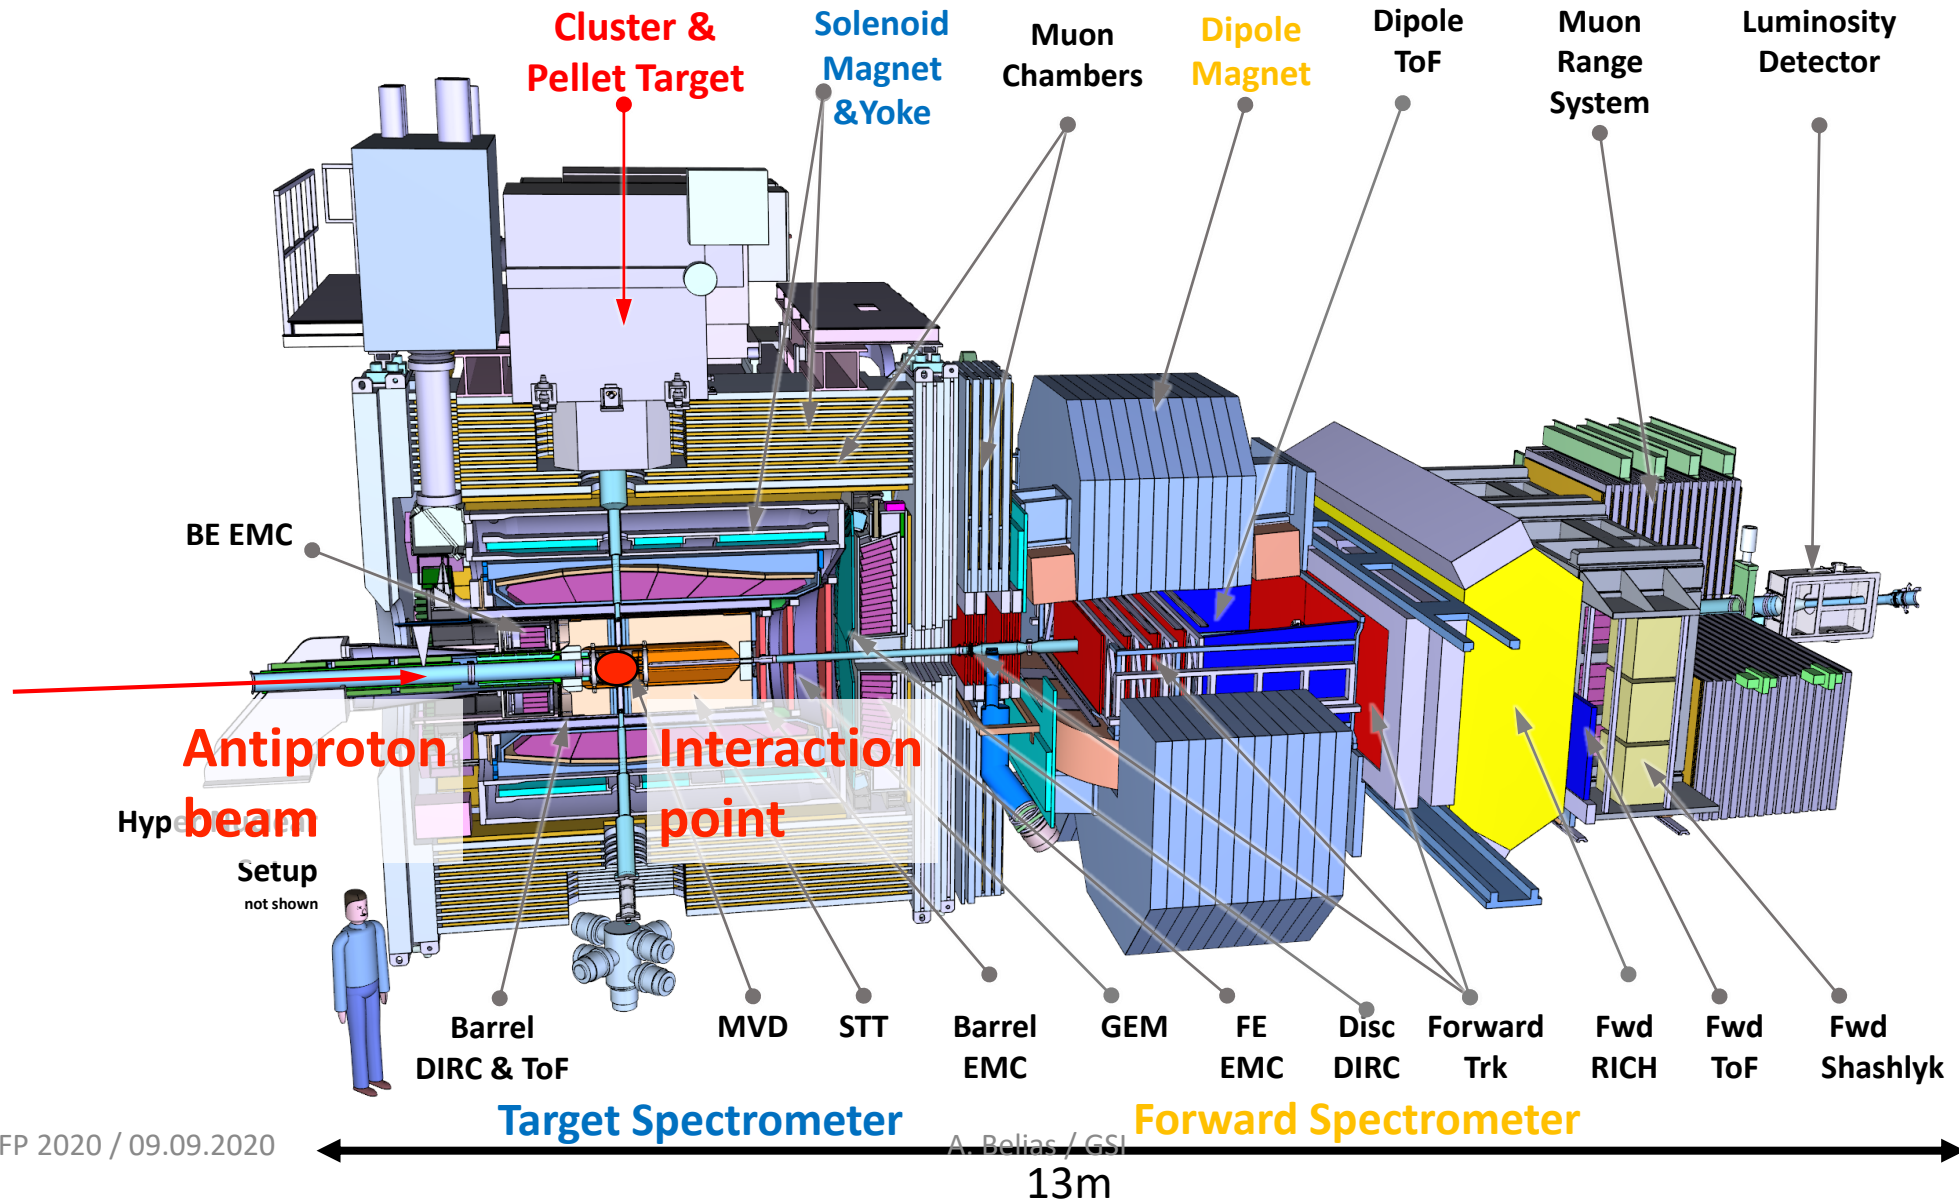 Cluster &
Pellet Target
Solenoid
Magnet
&Yoke
Muon
Chambers
Dipole
Magnet
Dipole
ToF
Muon
Range
System
Luminosity
Detector
BE EMC
Antiproton
beam
Interaction
point
Hyper Nuclear
Setup
not shown
Barrel
DIRC & ToF
MVD
STT
Barrel
EMC
GEM
FE
EMC
Disc
DIRC
Forward
Trk
Fwd
RICH
Fwd
ToF
Fwd
Shashlyk
Target Spectrometer
Forward Spectrometer
FP 2020 / 09.09.2020
A. Belias / GSI
13m